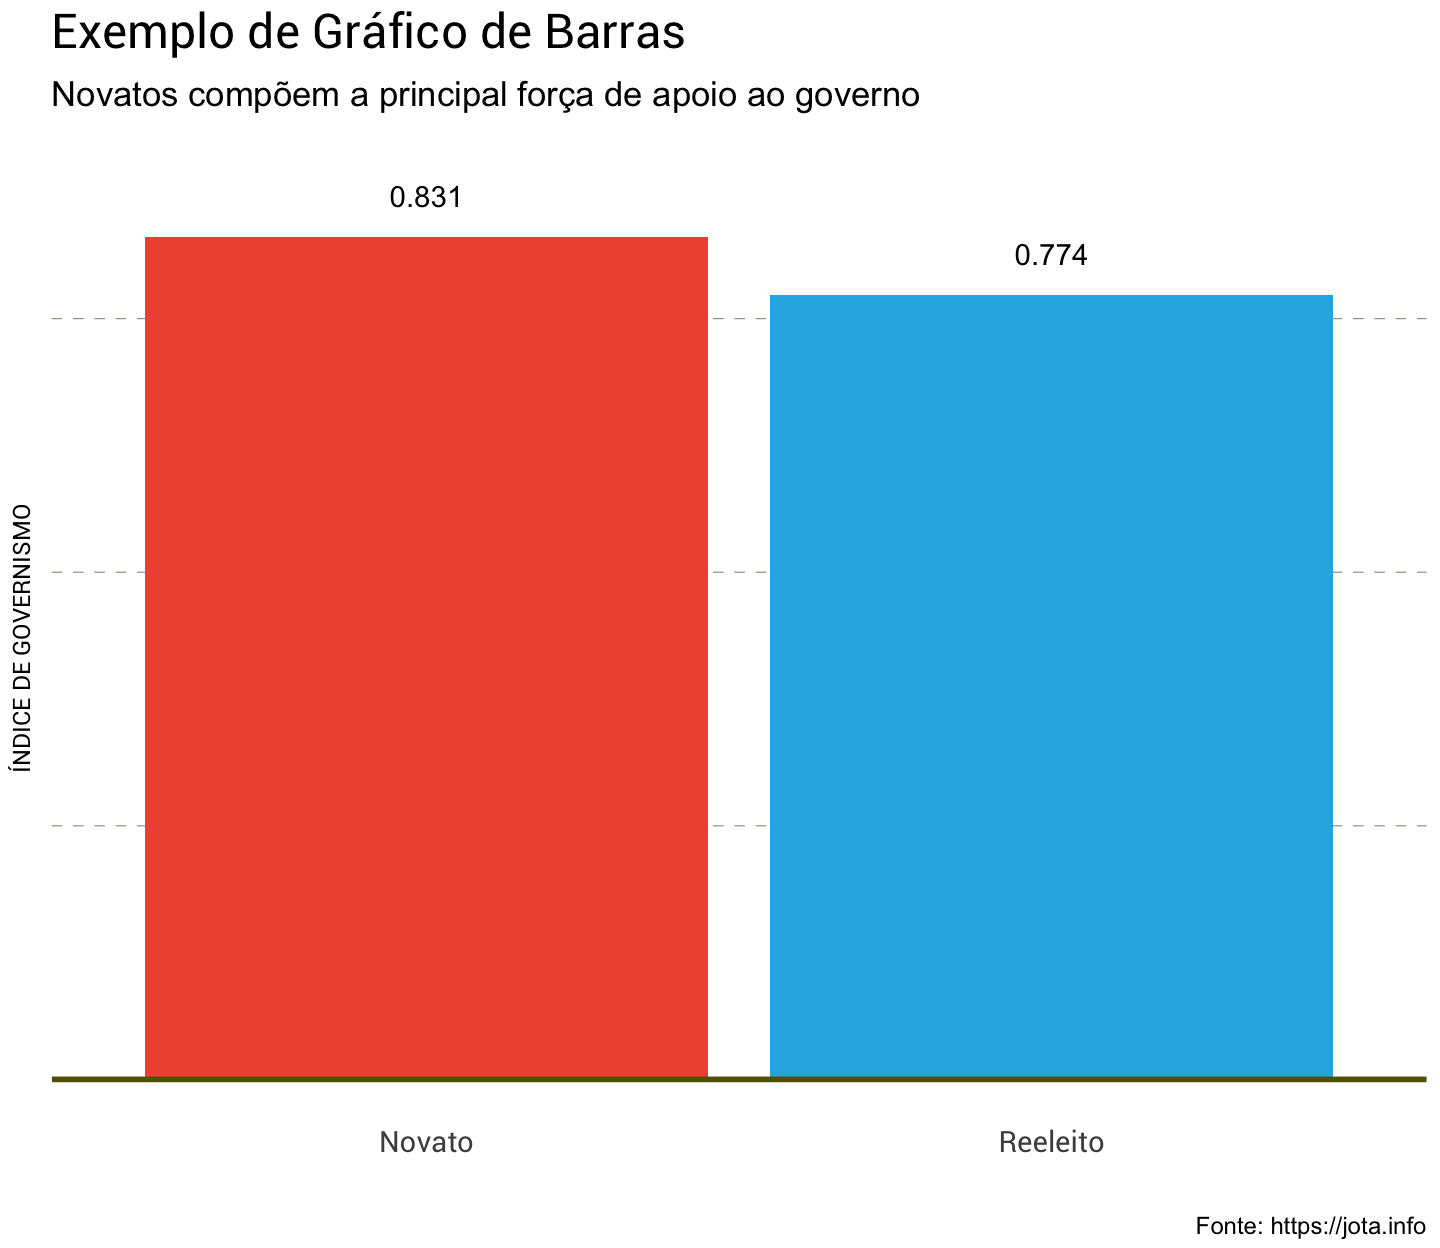 Exemplo de Gráfico de Barras
Novatos compõem a principal força de apoio ao governo
0.831
0.774
ÍNDICE DE GOVERNISMO
Novato
Reeleito
Fonte: https://jota.info